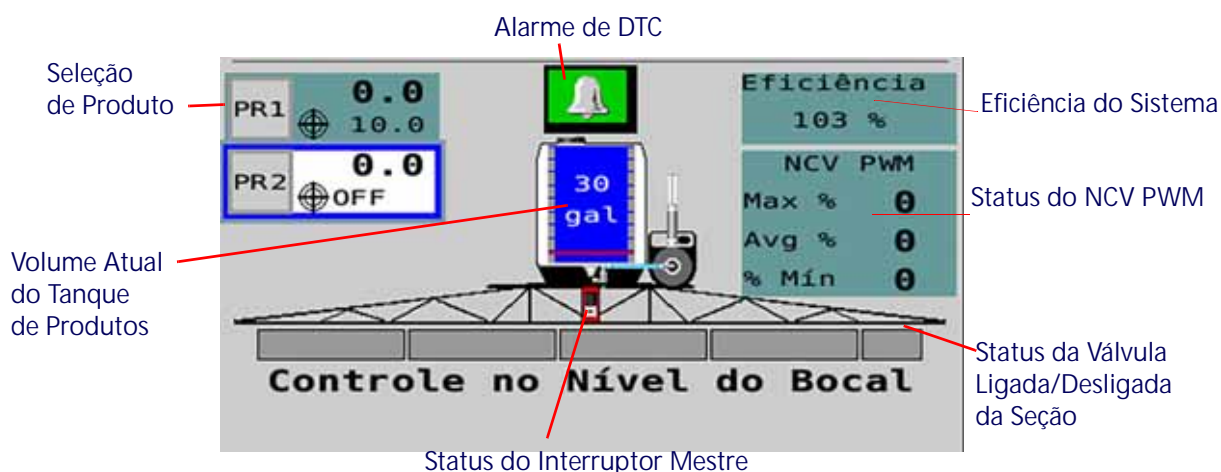 Alarme de DTC
Seleção
de Produto
PR1
0.0
10.0
Eficiência
103 %
Eficiência do Sistema
PR2
0.0
OFF
30
gal
NCV PWM
Max % 0
Avg % 0
% Mín 0
Status do NCV PWM
Volume Atual
do Tanque
de Produtos
Controle no Nível do Bocal
Status da Válvula
Ligada/Desligada
da Seção
Status do Interruptor Mestre